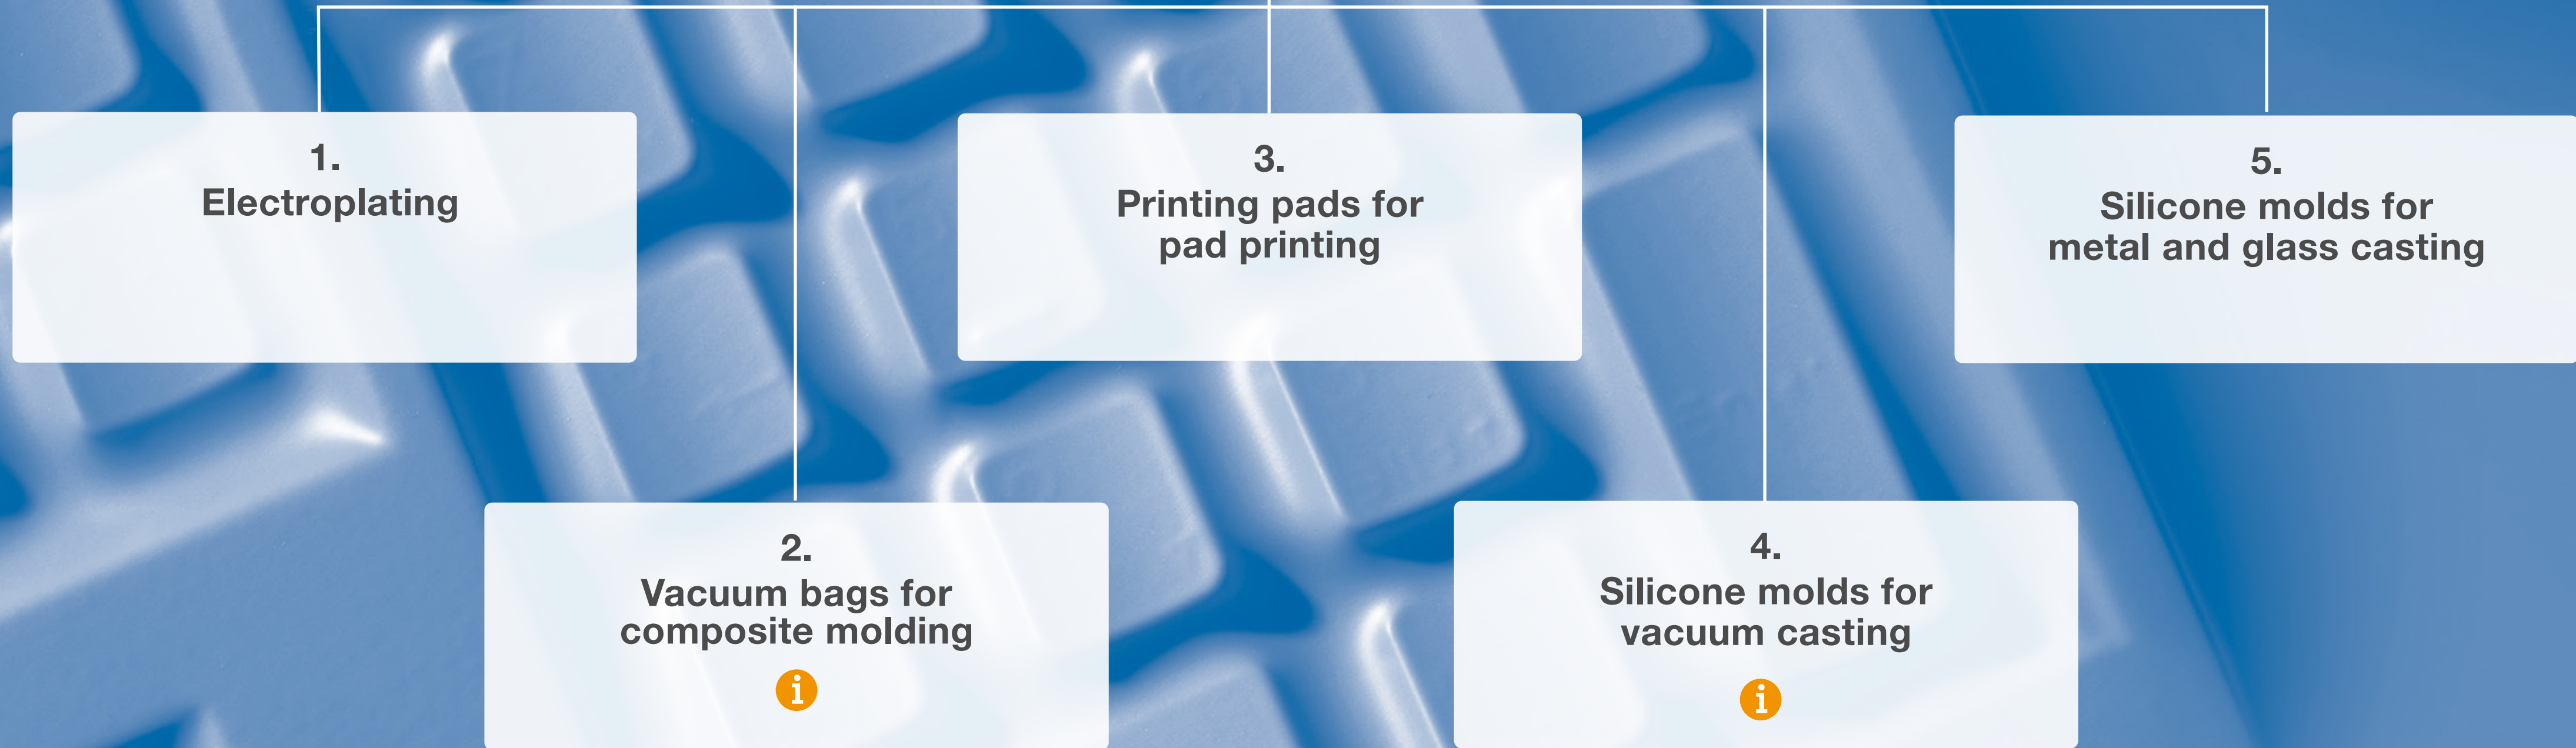 1.
Electroplating
2.
Vacuum bags for
composite molding
i
3.
Printing pads for
pad printing
4.
Silicone molds for
vacuum casting
i
5.
Silicone molds for
metal and glass casting